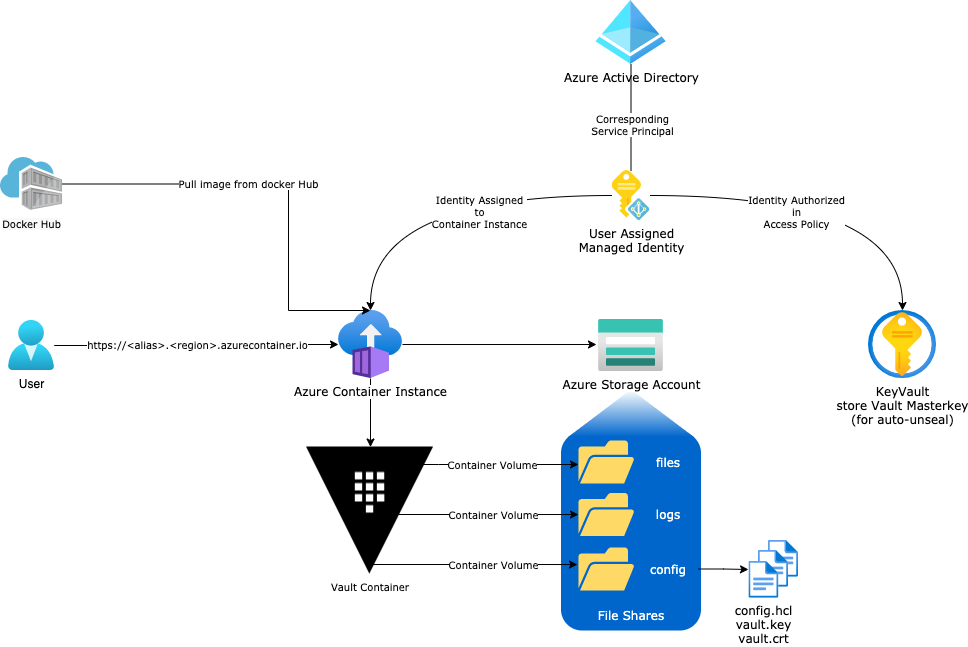 Azure Active Directory
Corresponding
Service Principal
Pull image from docker Hub
Docker Hub
Identity Assigned
to
Container Instance
Identity Authorized
in
Access Policy
User Assigned
Managed Identity
https://<alias>.<region>.azurecontainer.io
User
Azure Container Instance
Azure Storage Account
KeyVault
store Vault Masterkey
(for auto-unseal)
Container Volume
files
Container Volume
logs
Container Volume
config
Vault Container
File Shares
config.hcl
vault.key
vault.crt